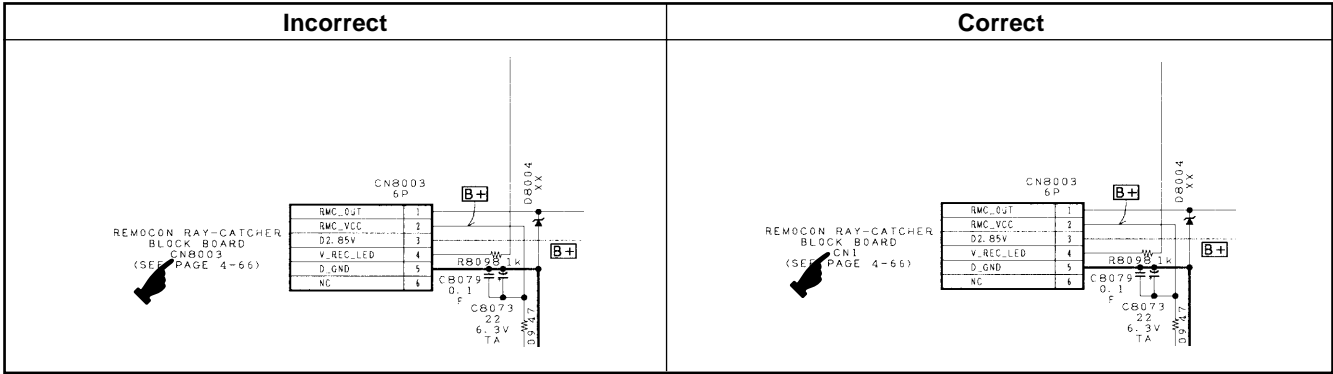 Incorrect
Correct
CN8003
6P
B+
D8004
XX
RMC_OUT 1
RMC_VCC 2
D2.85V 3
V_REC_LED 4
D_GND 5
NC 6
REMOCON RAY-CATCHER
BLOCK BOARD
CN8003
(SEE PAGE 4-66)
B+
R8098 1k
C8079
0.1
F
C8073
22
6.3V
TA
CN8003
6P
B+
D8004
XX
RMC_OUT 1
RMC_VCC 2
D2.85V 3
V_REC_LED 4
D_GND 5
NC 6
REMOCON RAY-CATCHER
BLOCK BOARD
CN1
(SEE PAGE 4-66)
B+
R8098 1k
C8079
0.1
F
C8073
22
6.3V
TA